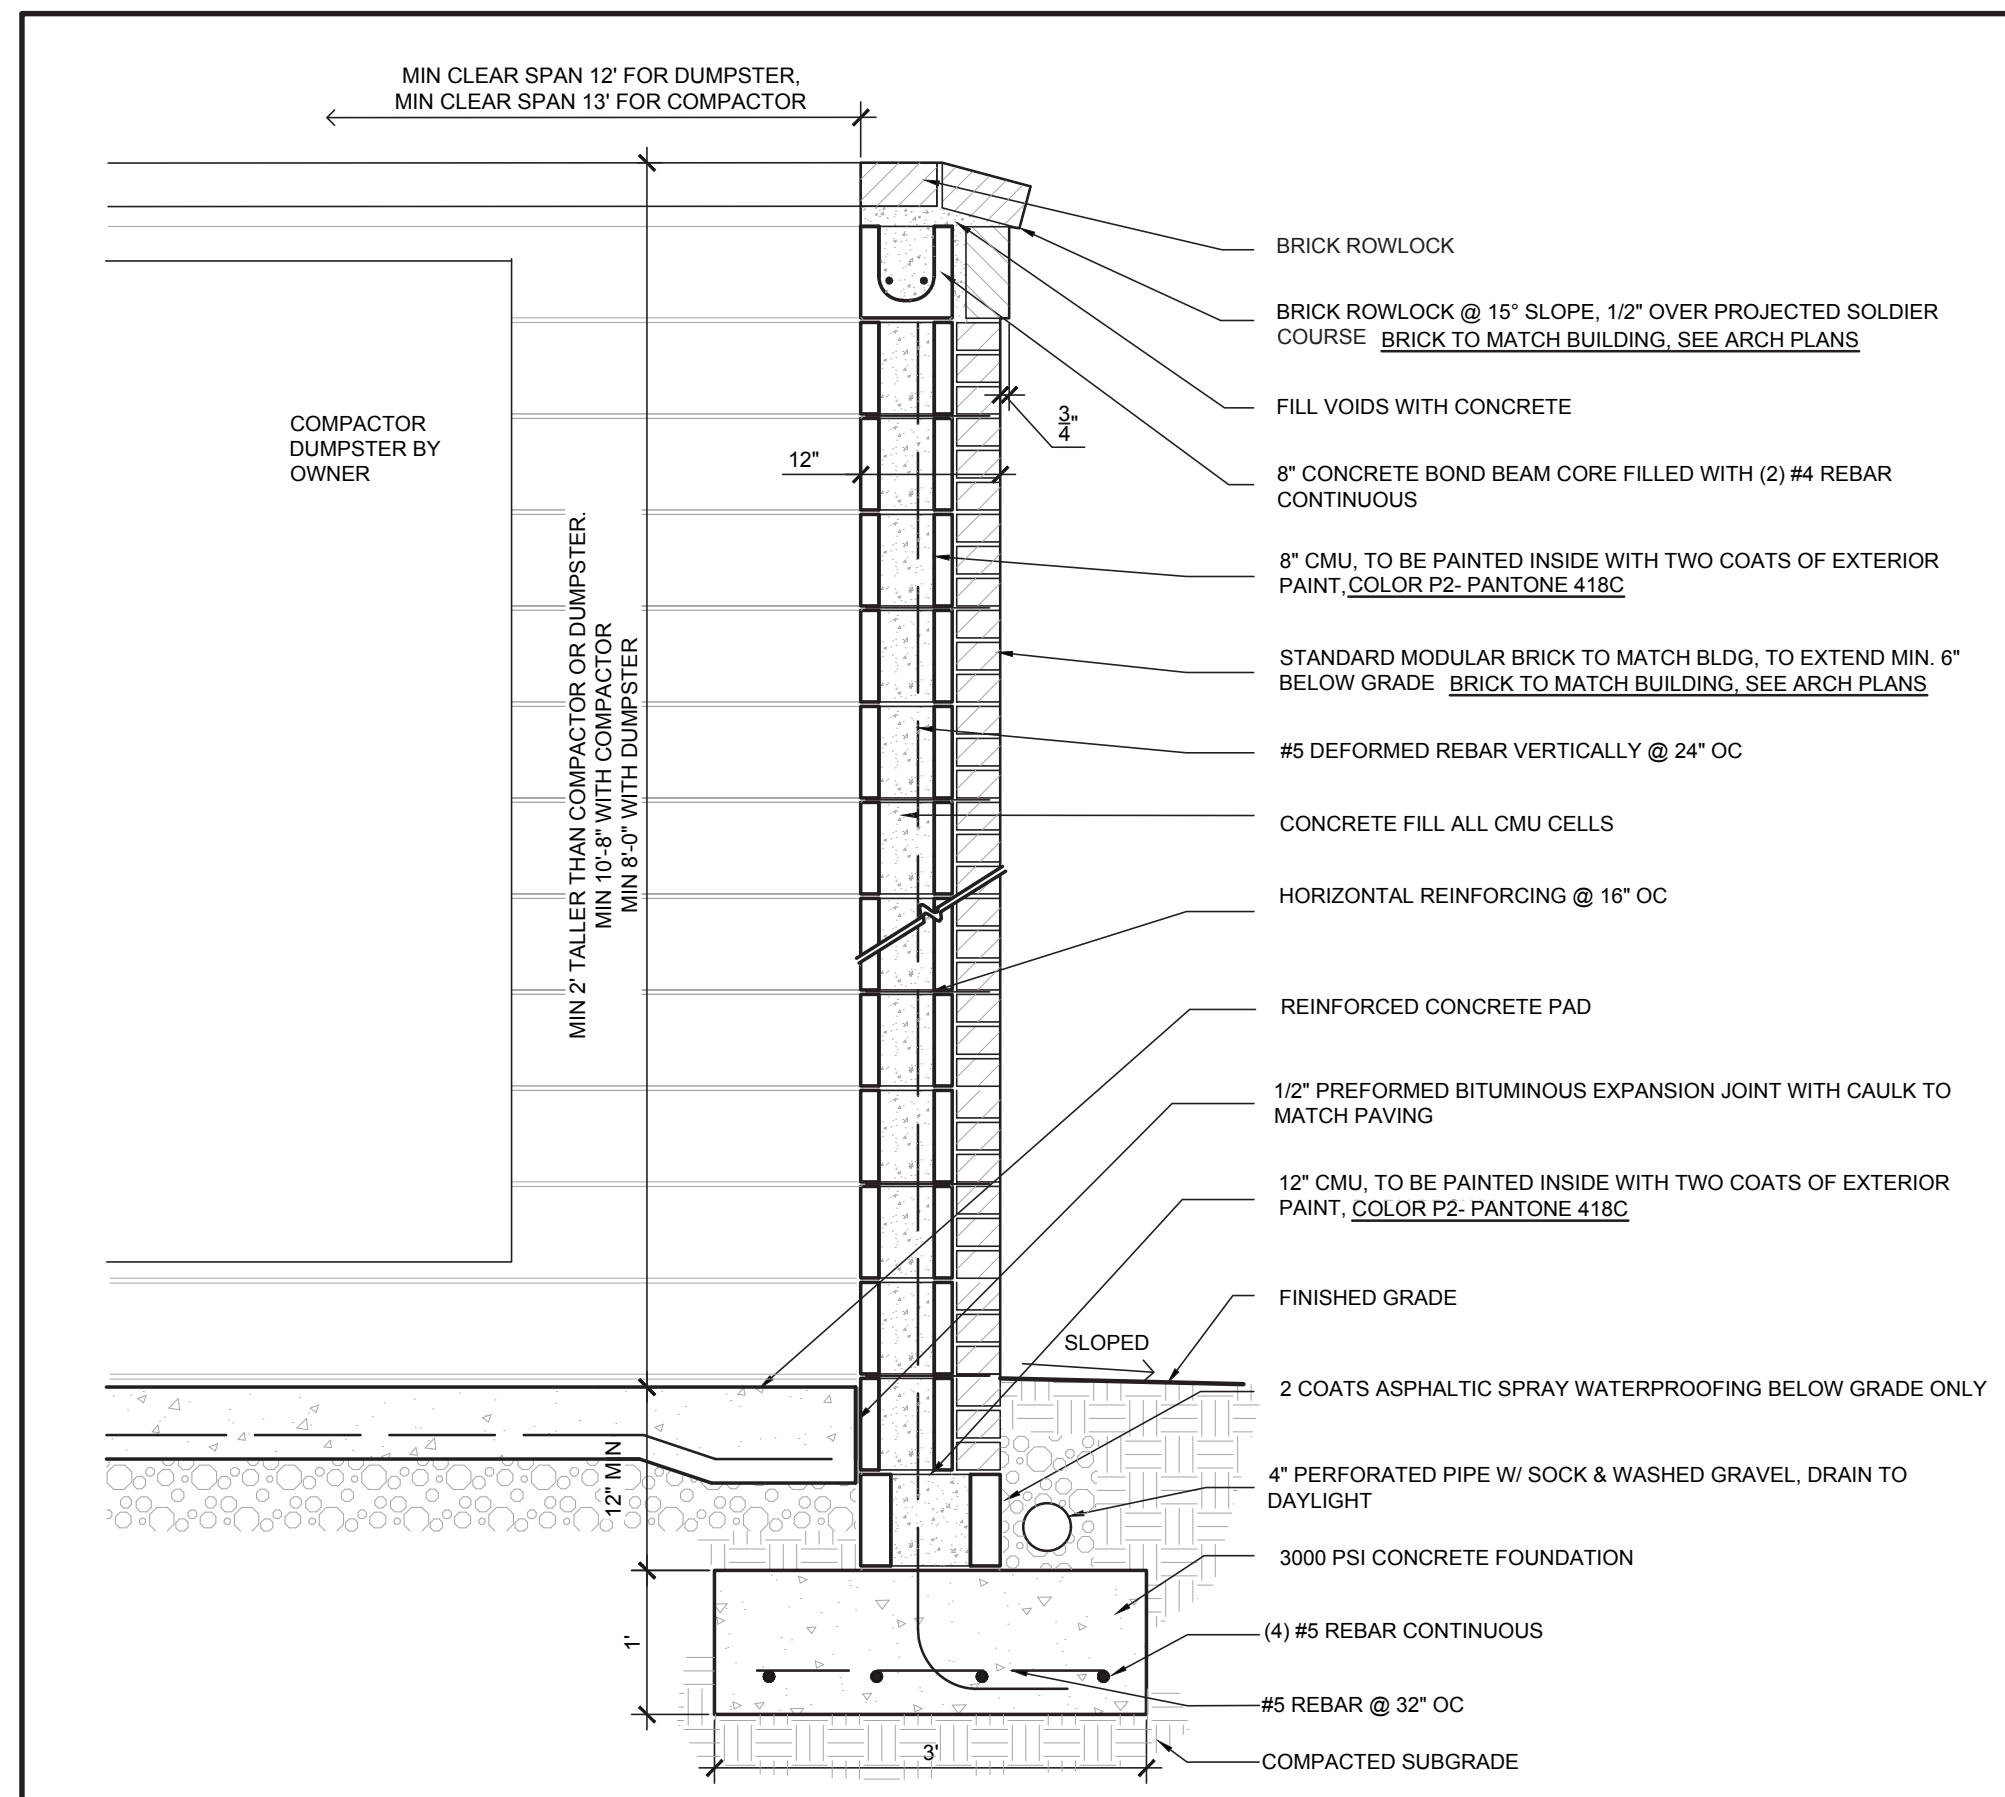 MIN CLEAR SPAN 12' FOR DUMPSTER,
MIN CLEAR SPAN 13' FOR COMPACTOR
COMPACTOR
DUMPSTER BY
OWNER
MIN 2' TALLER THAN COMPACTOR OR DUMPSTER.
MIN 10'-8" WITH COMPACTOR
MIN 8'-0" WITH DUMPSTER
12"
3/4"
12" MIN
1'
3'
SLOPED
BRICK ROWLOCK
BRICK ROWLOCK @ 15° SLOPE, 1/2" OVER PROJECTED SOLDIER
COURSE BRICK TO MATCH BUILDING, SEE ARCH PLANS
FILL VOIDS WITH CONCRETE
8" CONCRETE BOND BEAM CORE FILLED WITH (2) #4 REBAR
CONTINUOUS
8" CMU, TO BE PAINTED INSIDE WITH TWO COATS OF EXTERIOR
PAINT, COLOR P2- PANTONE 418C
STANDARD MODULAR BRICK TO MATCH BLDG, TO EXTEND MIN. 6"
BELOW GRADE BRICK TO MATCH BUILDING, SEE ARCH PLANS
#5 DEFORMED REBAR VERTICALLY @ 24" OC
CONCRETE FILL ALL CMU CELLS
HORIZONTAL REINFORCING @ 16" OC
REINFORCED CONCRETE PAD
1/2" PREFORMED BITUMINOUS EXPANSION JOINT WITH CAULK TO
MATCH PAVING
12" CMU, TO BE PAINTED INSIDE WITH TWO COATS OF EXTERIOR
PAINT, COLOR P2- PANTONE 418C
FINISHED GRADE
2 COATS ASPHALTIC SPRAY WATERPROOFING BELOW GRADE ONLY
4" PERFORATED PIPE W/ SOCK & WASHED GRAVEL, DRAIN TO
DAYLIGHT
3000 PSI CONCRETE FOUNDATION
(4) #5 REBAR CONTINUOUS
#5 REBAR @ 32" OC
COMPACTED SUBGRADE